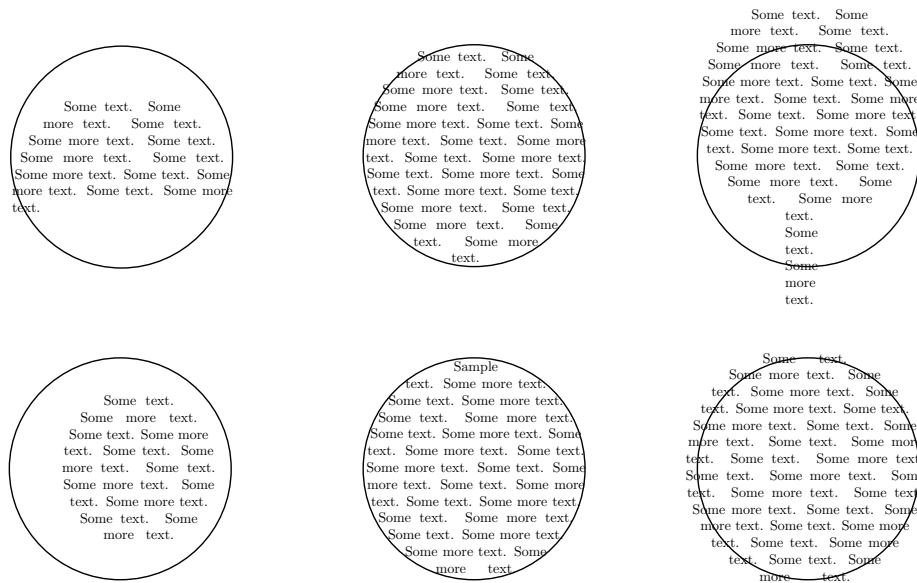 Some text. Some
more text. Some text.
Some more text. Some text.
Some more text. Some text.
Some more text. Some text. Some
more text. Some text. Some more
text.
Some text. Some
more text. Some text.
Some more text. Some text.
Some more text. Some text.
Some more text. Some text. Some
more text. Some text. Some more
text. Some text. Some more text.
Some text. Some more text. Some
text. Some more text. Some text.
Some more text. Some text.
Some more text. Some
text. Some more
text.
Some text. Some
more text. Some text.
Some more text. Some text.
Some more text. Some text.
Some more text. Some text. Some
more text. Some text. Some more
text. Some text. Some more text.
Some text. Some more text. Some
text. Some more text. Some text.
Some more text. Some text.
Some more text. Some
text. Some more
text.
Some
text.
Some
more
text.
Some text.
Some more text.
Some text. Some more
text. Some text. Some
more text. Some text.
Some more text. Some
text. Some more text.
Some text. Some
more text.
Sample
text. Some more text.
Some text. Some more text.
Some text. Some more text.
Some text. Some more text. Some
text. Some text. Some more text.
Some more text. Some text. Some
more text. Some text. Some more
text. Some text. Some more text.
Some text. Some more text.
Some text. Some more text.
Some more text. Some
more text.
Some text.
Some more text. Some
text. Some more text. Some
text. Some more text. Some text.
Some more text. Some text. Some
more text. Some text. Some more
text. Some text. Some more text.
Some text. Some more text. Some
text. Some more text. Some text.
Some more text. Some text. Some
more text. Some text. Some more
text. Some text. Some more
text. Some text. Some
more text.